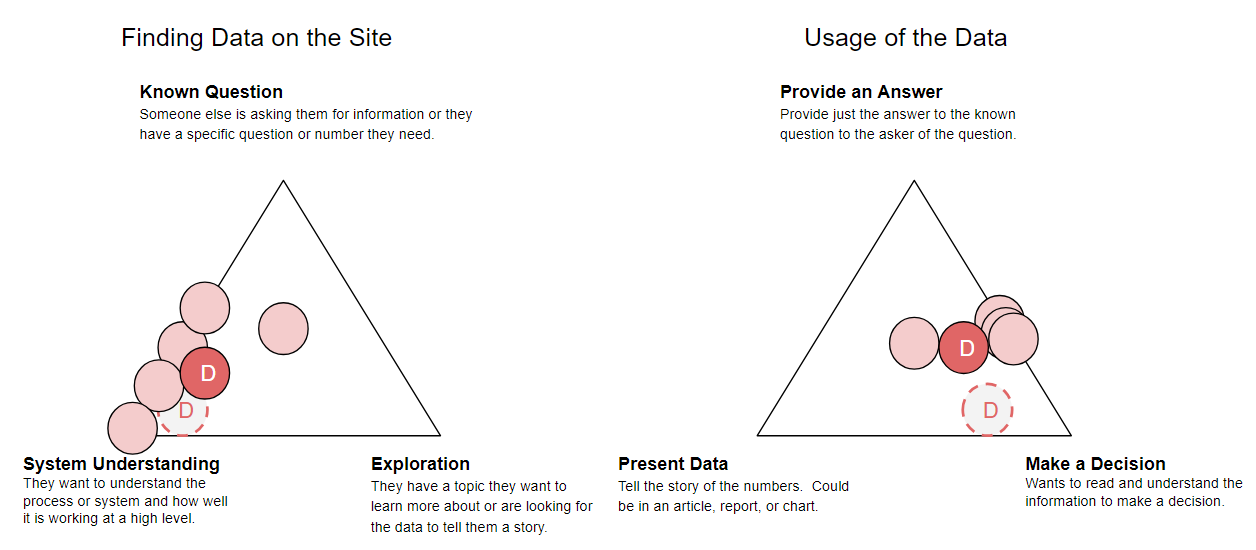 Finding Data on the Site
Known Question
Someone else is asking them for information or they
have a specific question or number they need.
D
D
System Understanding
They want to understand the
process or system and how well
it is working at a high level.
Exploration
They have a topic they want to
learn more about or are looking for
the data to tell them a story.
Usage of the Data
Provide an Answer
Provide just the answer to the known
question to the asker of the question.
D
D
Present Data
Tell the story of the numbers.  Could
be in an article, report, or chart.
Make a Decision
Wants to read and understand the
information to make a decision.